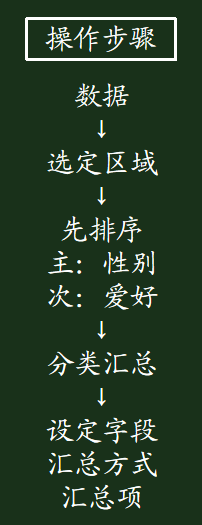 操作步骤
数据
↓
选定区域
↓
先排序
主：性别
次：爱好
↓
分类汇总
↓
设定字段
汇总方式
汇总项